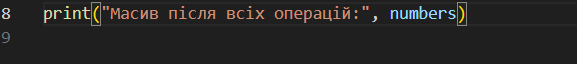 8 print("Масив після всіх операцій:", numbers)
9